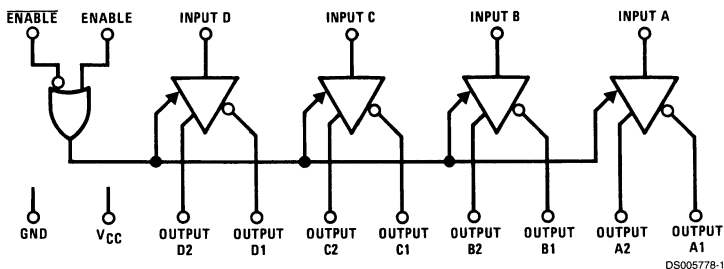 ENABLE ENABLE INPUT D INPUT C INPUT B INPUT A
GND VCC OUTPUT D2 OUTPUT D1 OUTPUT C2 OUTPUT C1 OUTPUT B2 OUTPUT B1 OUTPUT A2 OUTPUT A1
DS005778-1